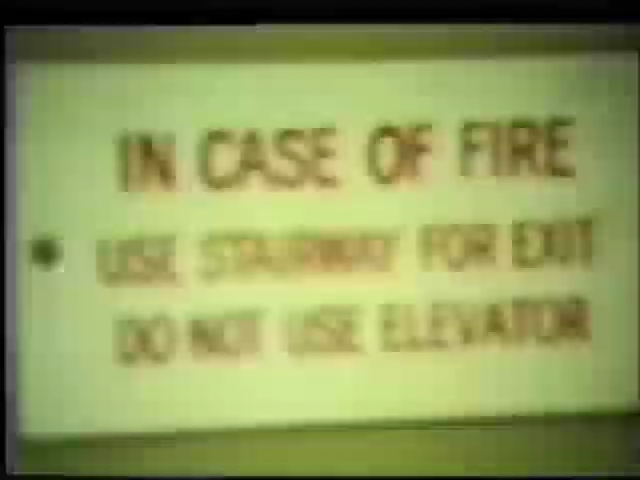 IN CASE OF FIRE
USE STAIRWAY FOR EXIT
DO NOT USE ELEVATOR